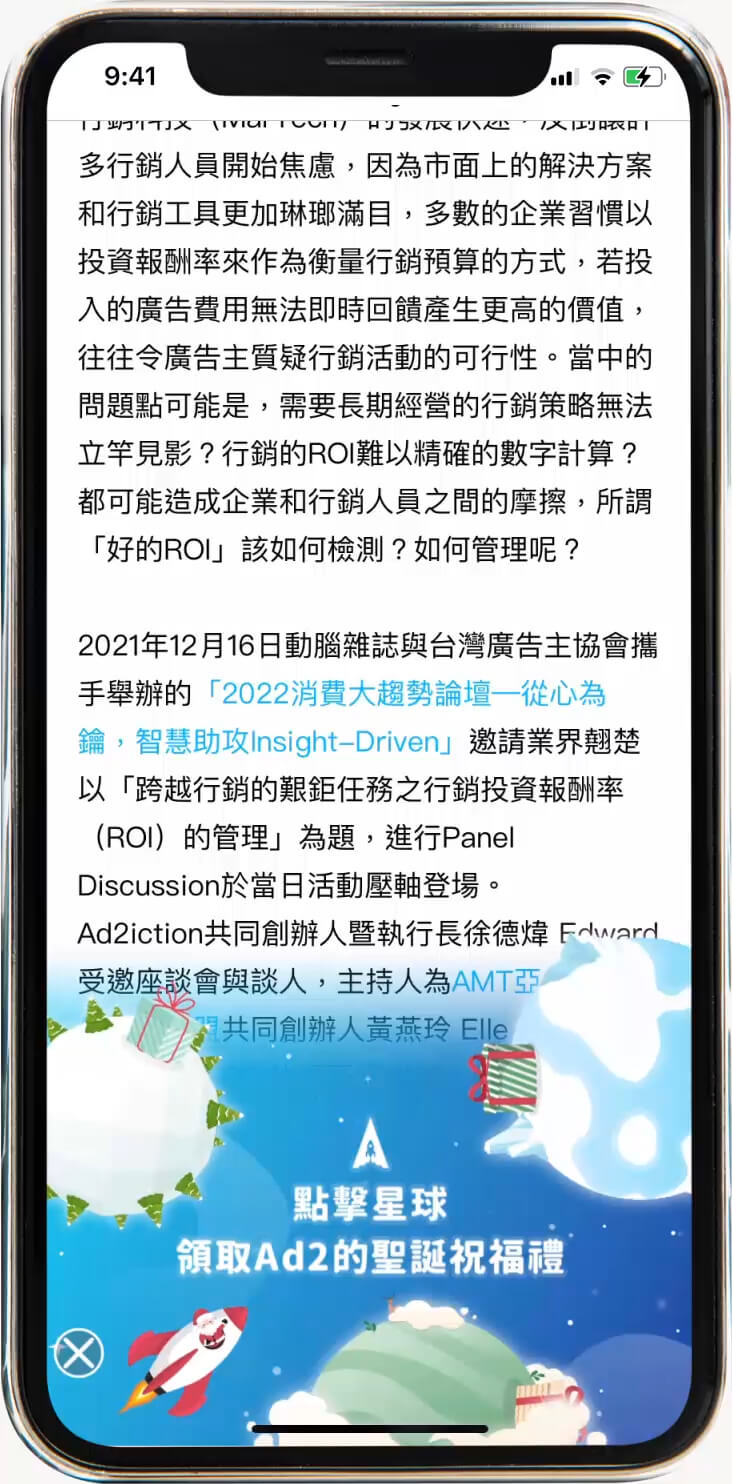 9:41
行銷科技（MarTech）的發展快速，反倒讓許
多行銷人員開始焦慮，因為市面上的解決方案
和行銷工具更加琳瑯滿目，多數的企業習慣以
投資報酬率來作為衡量行銷預算的方式，若投
入的廣告費用無法即時回饋產生更高的價值，
往往令廣告主質疑行銷活動的可行性。當中的
問題點可能是，需要長期經營的行銷策略無法
立竿見影？行銷的ROI難以精確的數字計算？
都可能造成企業和行銷人員之間的摩擦，所謂
「好的ROI」該如何檢測？如何管理呢？
2021年12月16日動腦雜誌與台灣廣告主協會攜
手舉辦的「2022消費大趨勢論壇—從心為
鑰，智慧助攻Insight–Driven」邀請業界翹楚
以「跨越行銷的艱鉅任務之行銷投資報酬率
（ROI）的管理」為題，進行Panel
Discussion於當日活動壓軸登場。
Ad2iction共同創辦人暨執行長徐德煒 Edward
受邀座談會與談人，主持人為AMT亞
盟共同創辦人黃燕玲 Elle
點擊星球
領取Ad2的聖誕祝福禮